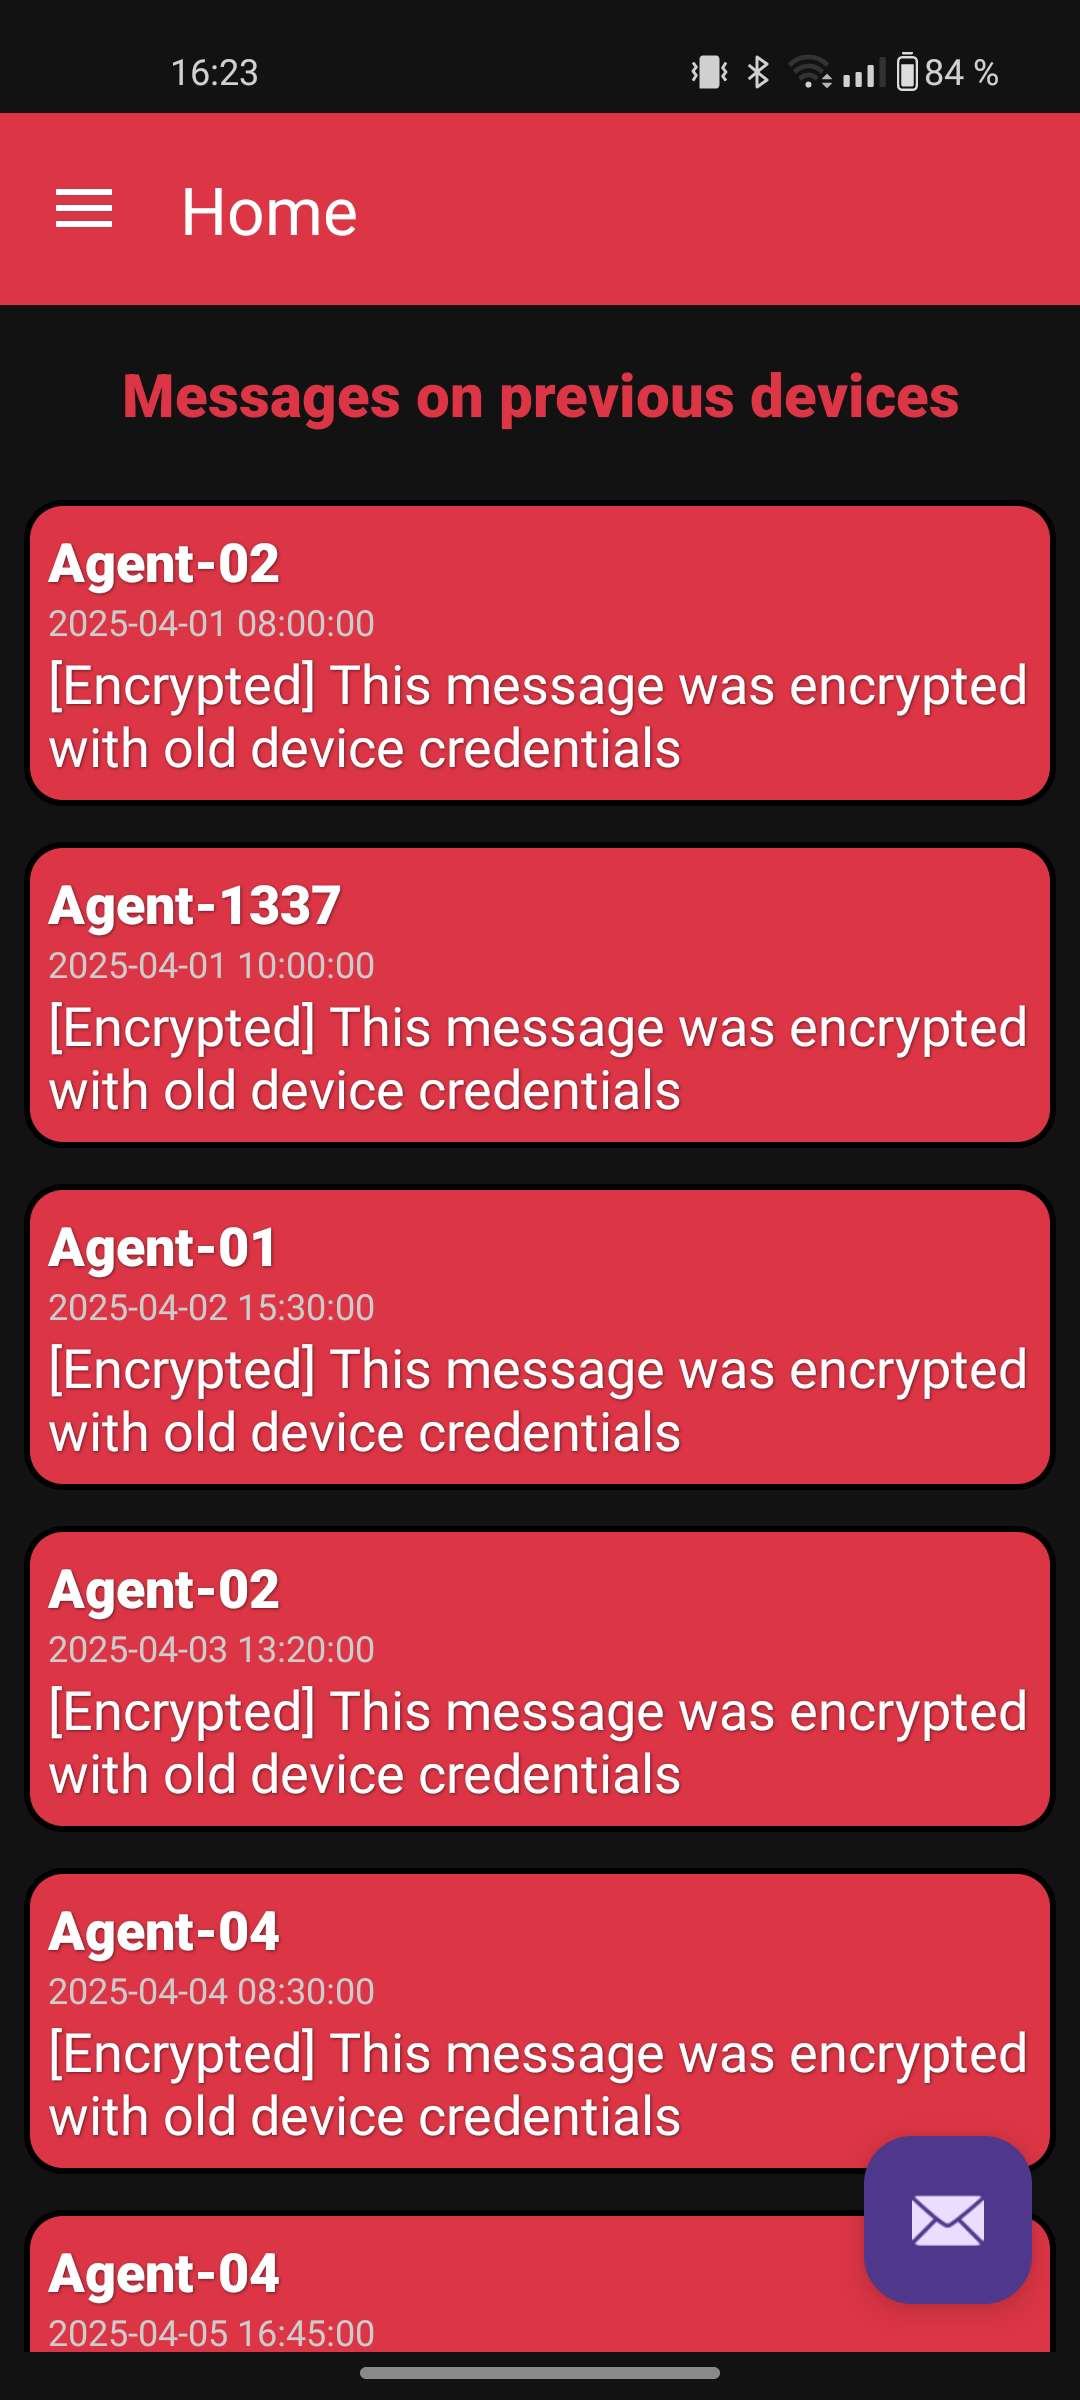 16:23
84 %
Home
Messages on previous devices
Agent-02
2025-04-01 08:00:00
[Encrypted] This message was encrypted
with old device credentials
Agent-1337
2025-04-01 10:00:00
[Encrypted] This message was encrypted
with old device credentials
Agent-01
2025-04-02 15:30:00
[Encrypted] This message was encrypted
with old device credentials
Agent-02
2025-04-03 13:20:00
[Encrypted] This message was encrypted
with old device credentials
Agent-04
2025-04-04 08:30:00
[Encrypted] This message was encrypted
with old device credentials
Agent-04
2025-04-05 16:45:00